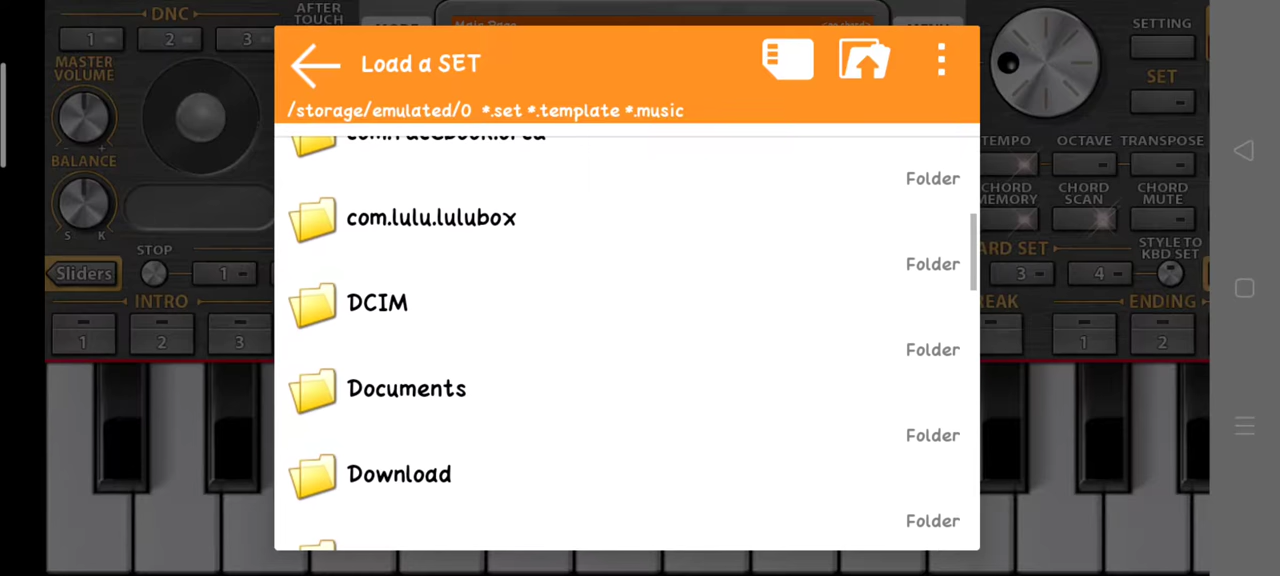 DNC
AFTER
TOUCH
1
2
3
MASTER
VOLUME
BALANCE
S K
STOP
Sliders
1
INTRO
1
2
3
Load a SET
/storage/emulated/0 *.set *.template *.music
Folder
com.lulu.lulubox
Folder
DCIM
Folder
Documents
Folder
Download
Folder
SETTING
SET
TEMPO
OCTAVE
TRANSPOSE
CHORD
MEMORY
CHORD
SCAN
CHORD
MUTE
ARD SET
STYLE TO
KBD SET
3
4
REAK
ENDING
1
2